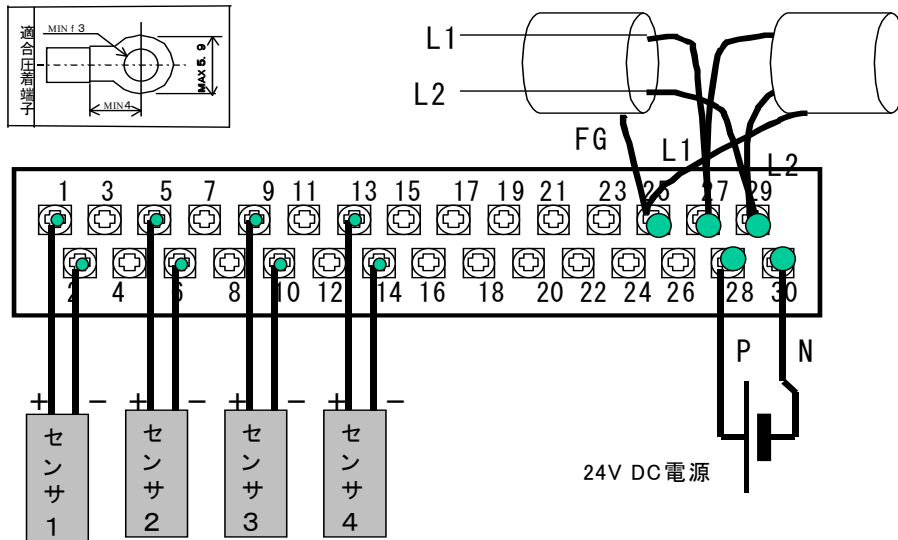 適合圧着端子
MIN f 3
MAX 5. 9
MIN4
L1
L2
FG
L1
L2
1 3 5 7 9 11 13 15 17 19 21 23 25 27 29
2 4 6 8 10 12 14 16 18 20 22 24 26 28 30
P N
+ − + − + − + −
センサ1
センサ2
センサ3
センサ4
24V DC電源